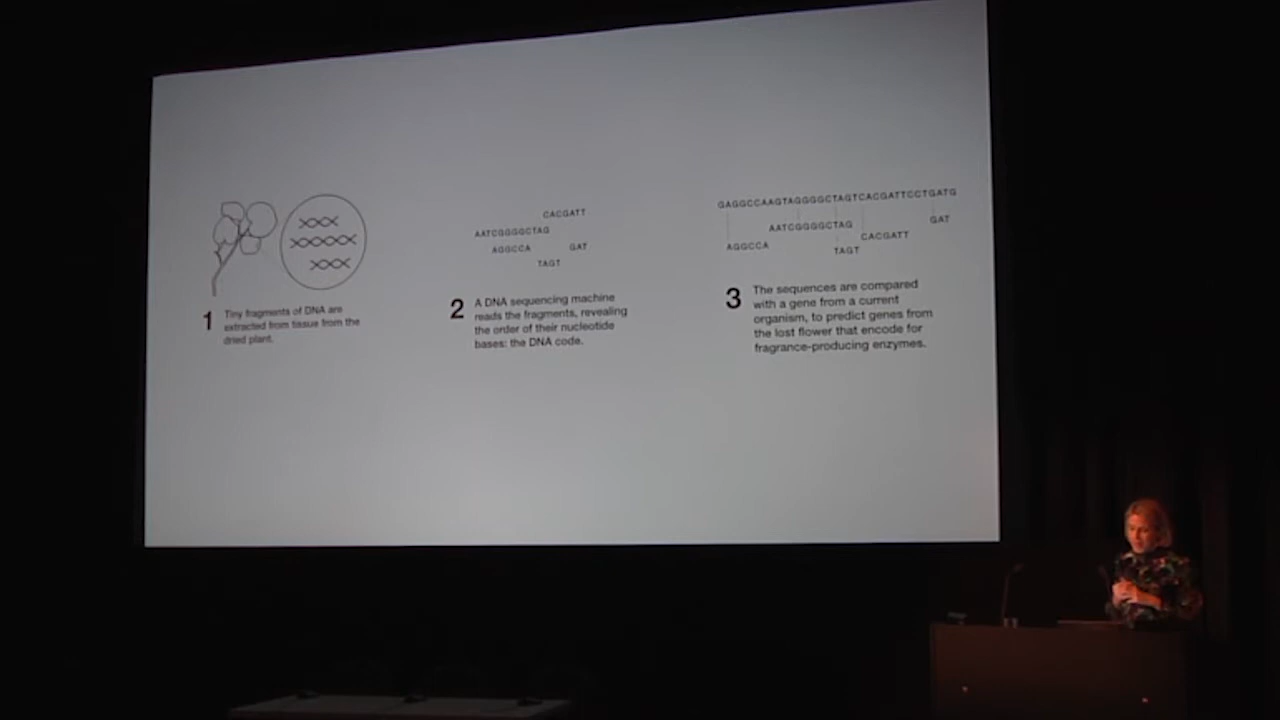 1
Tiny fragments of DNA are
extracted from tissue from the
dried plant.
CACGATT
AATCGGGGCTAG
AGGCCA
GAT
TAGT
2
A DNA sequencing machine
reads the fragments, revealing
the order of their nucleotide
bases: the DNA code.
GAGGCCAAGTAGGGGCTAGTCACGATTCCTGATG
GAT
AATCGGGGCTAG
CACGATT
AGGCCA
TAGT
3
The sequences are compared
with a gene from a current
organism, to predict genes from
the lost flower that encode for
fragrance-producing enzymes.